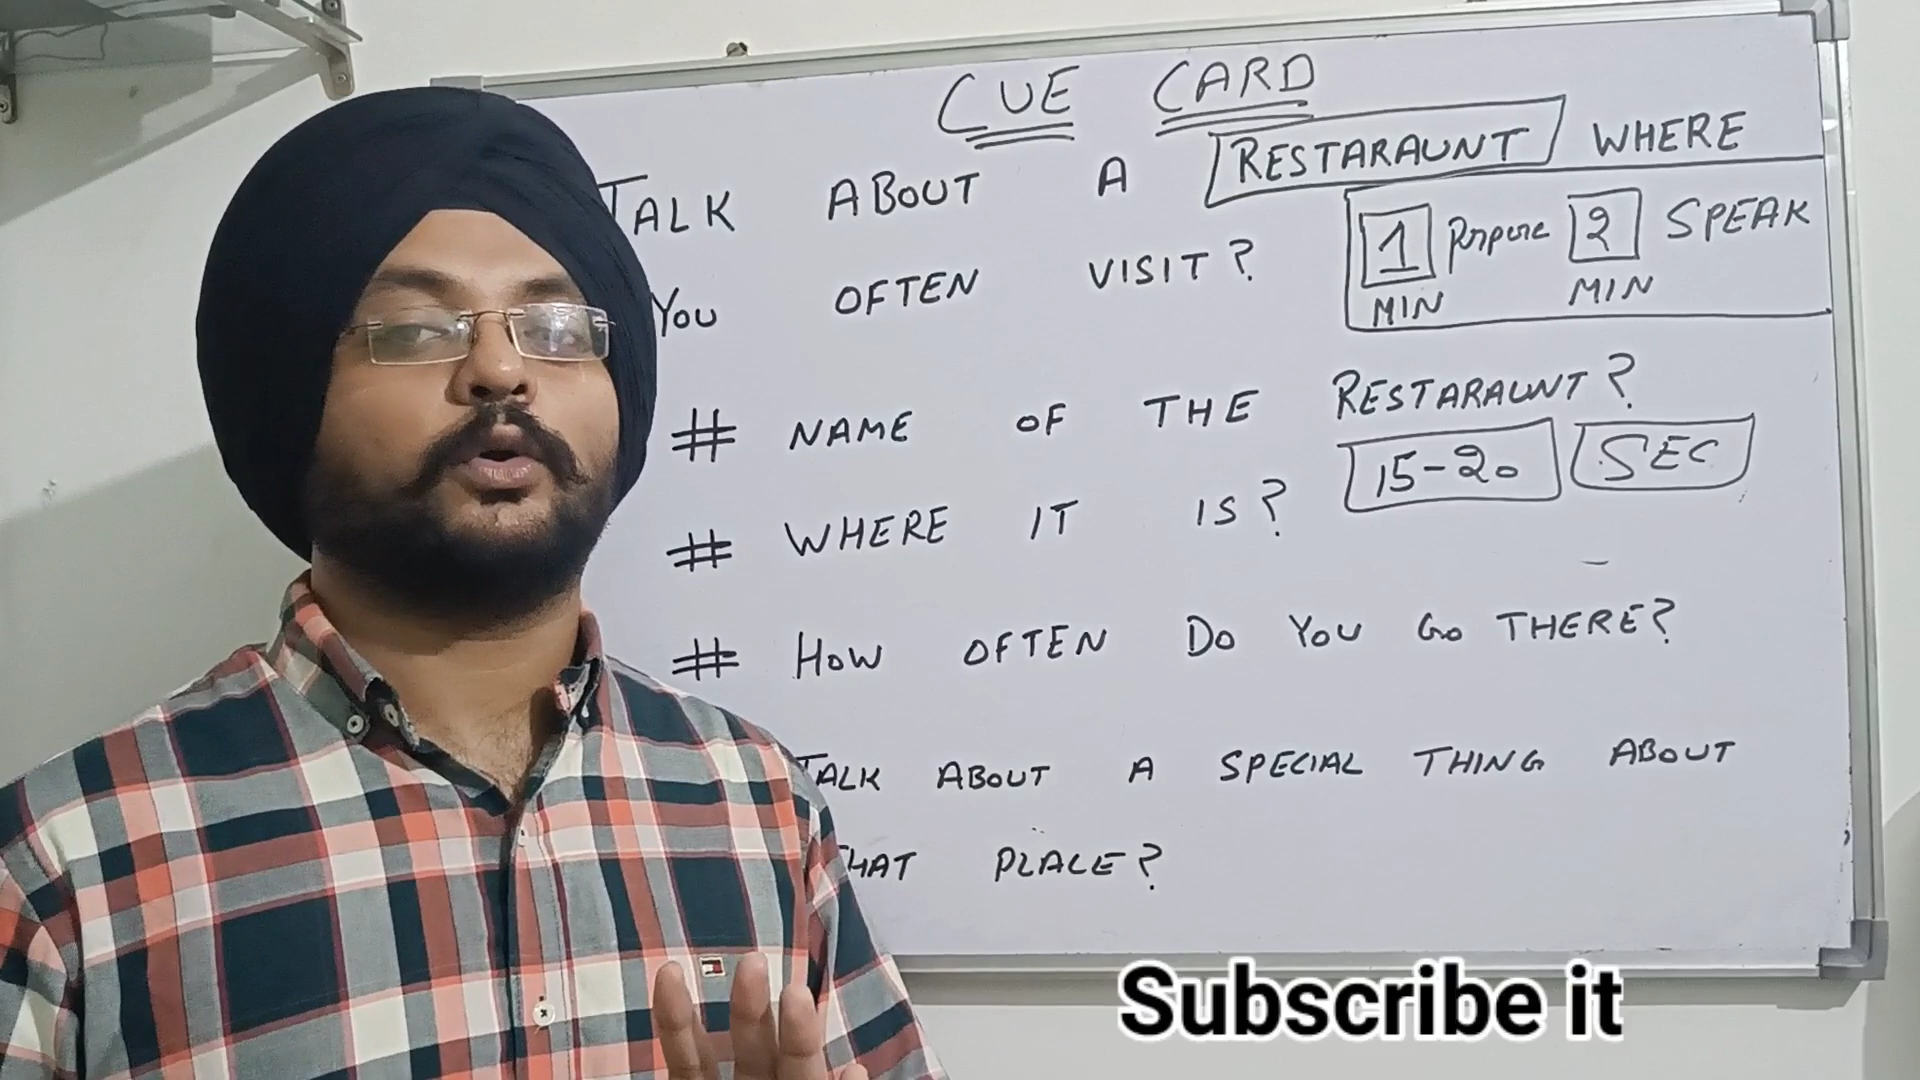 CUE CARD
TALK ABOUT A RESTARAUNT WHERE
YOU OFTEN VISIT?
1 Prepare 2 SPEAK
MIN MIN
# NAME OF THE RESTARAUNT?
15-20 SEC
# WHERE IT IS?
# HOW OFTEN DO YOU GO THERE?
TALK ABOUT A SPECIAL THING ABOUT
THAT PLACE?
Subscribe it